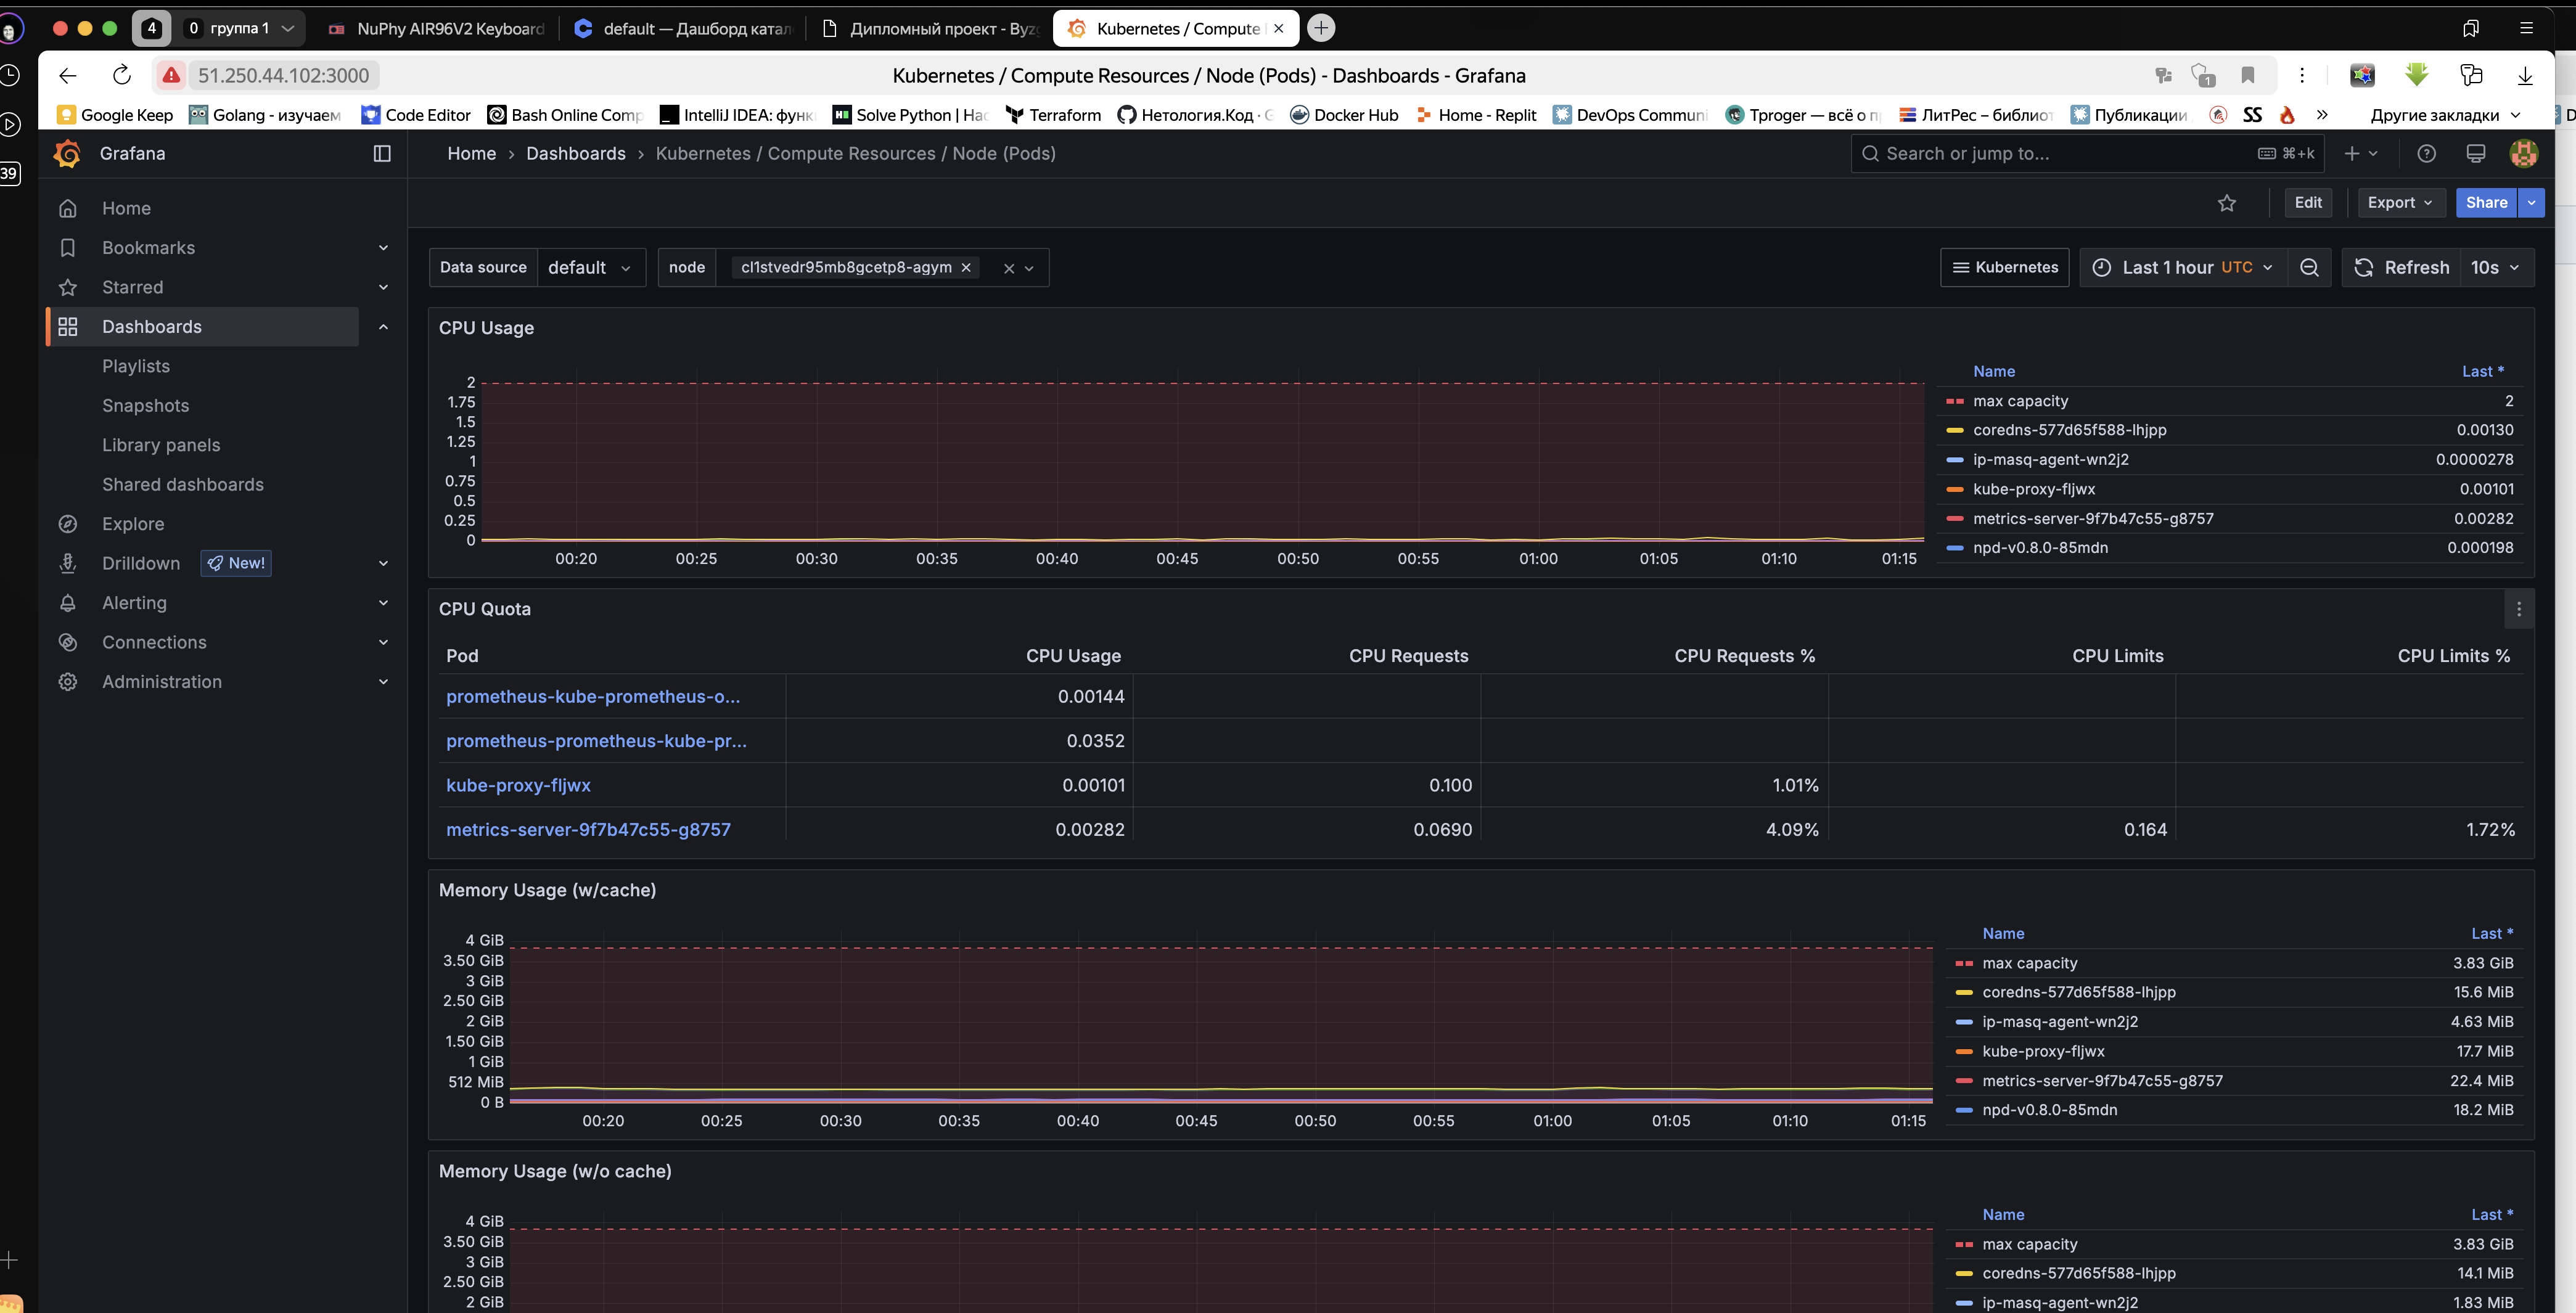 4 0 группа 1 NuPhy AIR96V2 Keyboard default — Дашборд катал Дипломный проект - Byz Kubernetes / Compute
51.250.44.102:3000 Kubernetes / Compute Resources / Node (Pods) - Dashboards - Grafana 1
Google Keep Golang - изучаем Code Editor Bash Online Comp IntelliJ IDEA: функ Solve Python | Hac Terraform Нетология.Код · G Docker Hub Home - Replit DevOps Communi Tproger — всё о п ЛитРес – библиот Публикации SS » Другие закладки
39
Grafana
Home › Dashboards › Kubernetes / Compute Resources / Node (Pods)
Search or jump to... ⌘+k
Edit Export Share
Home
Bookmarks
Starred
Dashboards
Playlists
Snapshots
Library panels
Shared dashboards
Explore
Drilldown New!
Alerting
Connections
Administration
Data source default node cl1stvedr95mb8gcetp8-agym Kubernetes Last 1 hour UTC Refresh 10s
CPU Usage
2
1.75
1.5
1.25
1
0.75
0.5
0.25
0
00:20 00:25 00:30 00:35 00:40 00:45 00:50 00:55 01:00 01:05 01:10 01:15
Name Last *
max capacity 2
coredns-577d65f588-lhjpp 0.00130
ip-masq-agent-wn2j2 0.0000278
kube-proxy-fljwx 0.00101
metrics-server-9f7b47c55-g8757 0.00282
npd-v0.8.0-85mdn 0.000198
CPU Quota
Pod CPU Usage CPU Requests CPU Requests % CPU Limits CPU Limits %
prometheus-kube-prometheus-o... 0.00144
prometheus-prometheus-kube-pr... 0.0352
kube-proxy-fljwx 0.00101 0.100 1.01%
metrics-server-9f7b47c55-g8757 0.00282 0.0690 4.09% 0.164 1.72%
Memory Usage (w/cache)
4 GiB
3.50 GiB
3 GiB
2.50 GiB
2 GiB
1.50 GiB
1 GiB
512 MiB
0 B
00:20 00:25 00:30 00:35 00:40 00:45 00:50 00:55 01:00 01:05 01:10 01:15
Name Last *
max capacity 3.83 GiB
coredns-577d65f588-lhjpp 15.6 MiB
ip-masq-agent-wn2j2 4.63 MiB
kube-proxy-fljwx 17.7 MiB
metrics-server-9f7b47c55-g8757 22.4 MiB
npd-v0.8.0-85mdn 18.2 MiB
Memory Usage (w/o cache)
4 GiB
3.50 GiB
3 GiB
2.50 GiB
2 GiB
Name Last *
max capacity 3.83 GiB
coredns-577d65f588-lhjpp 14.1 MiB
ip-masq-agent-wn2j2 1.83 MiB